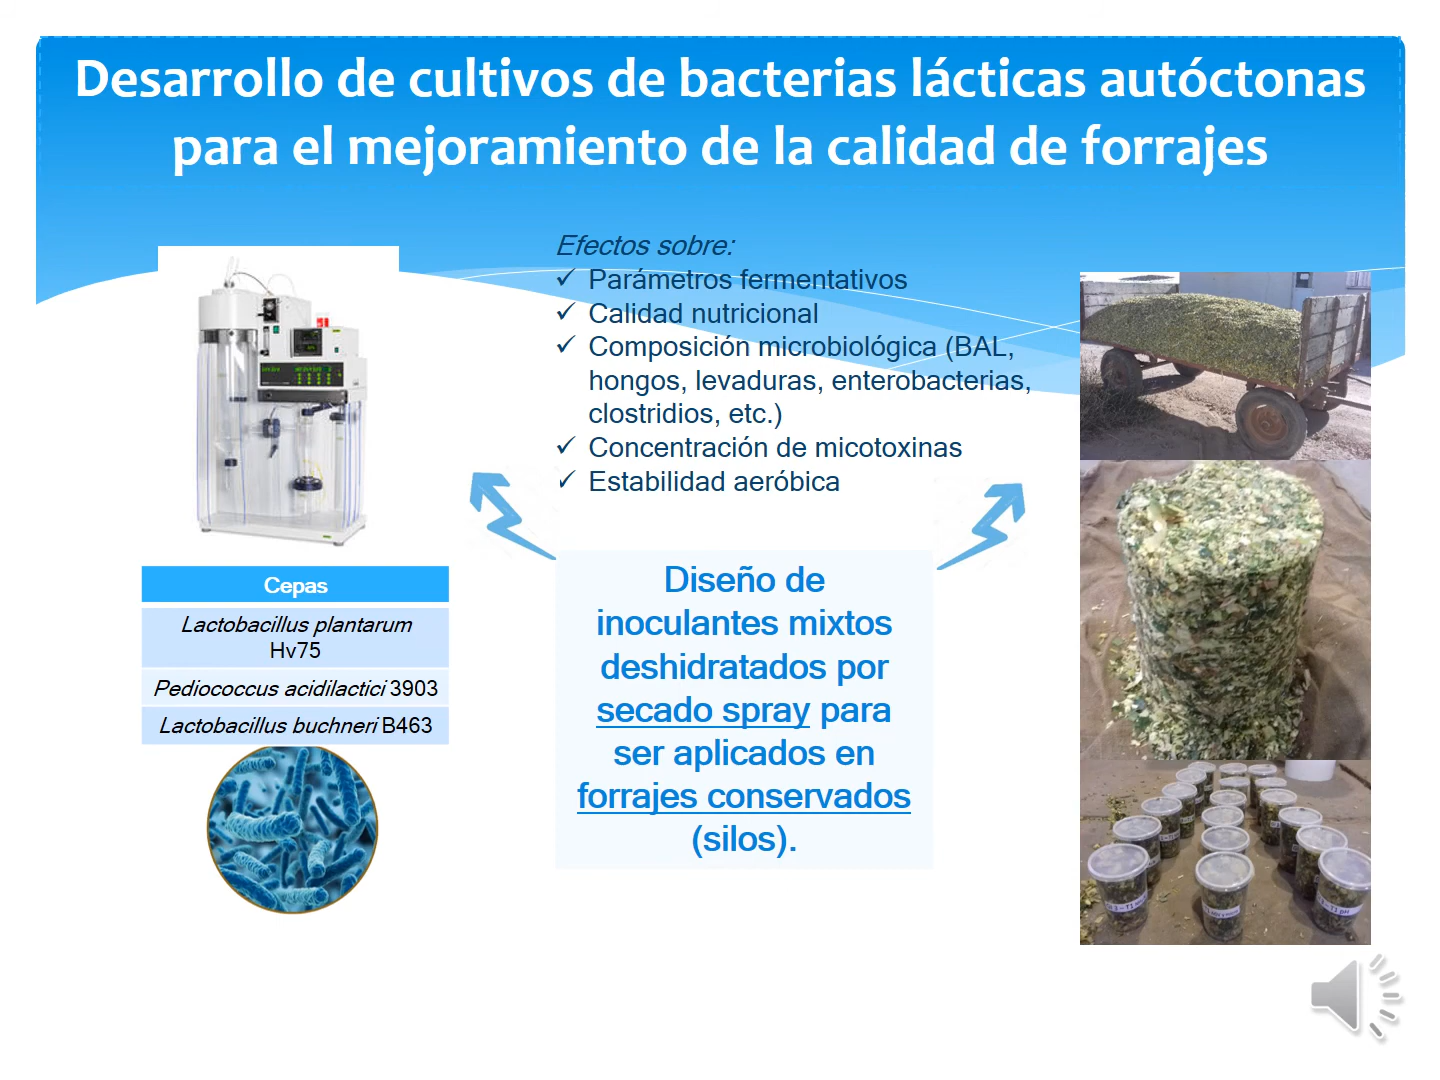 Desarrollo de cultivos de bacterias lácticas autóctonas
para el mejoramiento de la calidad de forrajes
Efectos sobre:
✓ Parámetros fermentativos
✓ Calidad nutricional
✓ Composición microbiológica (BAL,
hongos, levaduras, enterobacterias,
clostridios, etc.)
✓ Concentración de micotoxinas
✓ Estabilidad aeróbica
Cepas
Lactobacillus plantarum
Hv75
Pediococcus acidilactici 3903
Lactobacillus buchneri B463
Diseño de
inoculantes mixtos
deshidratados por
secado spray para
ser aplicados en
forrajes conservados
(silos).